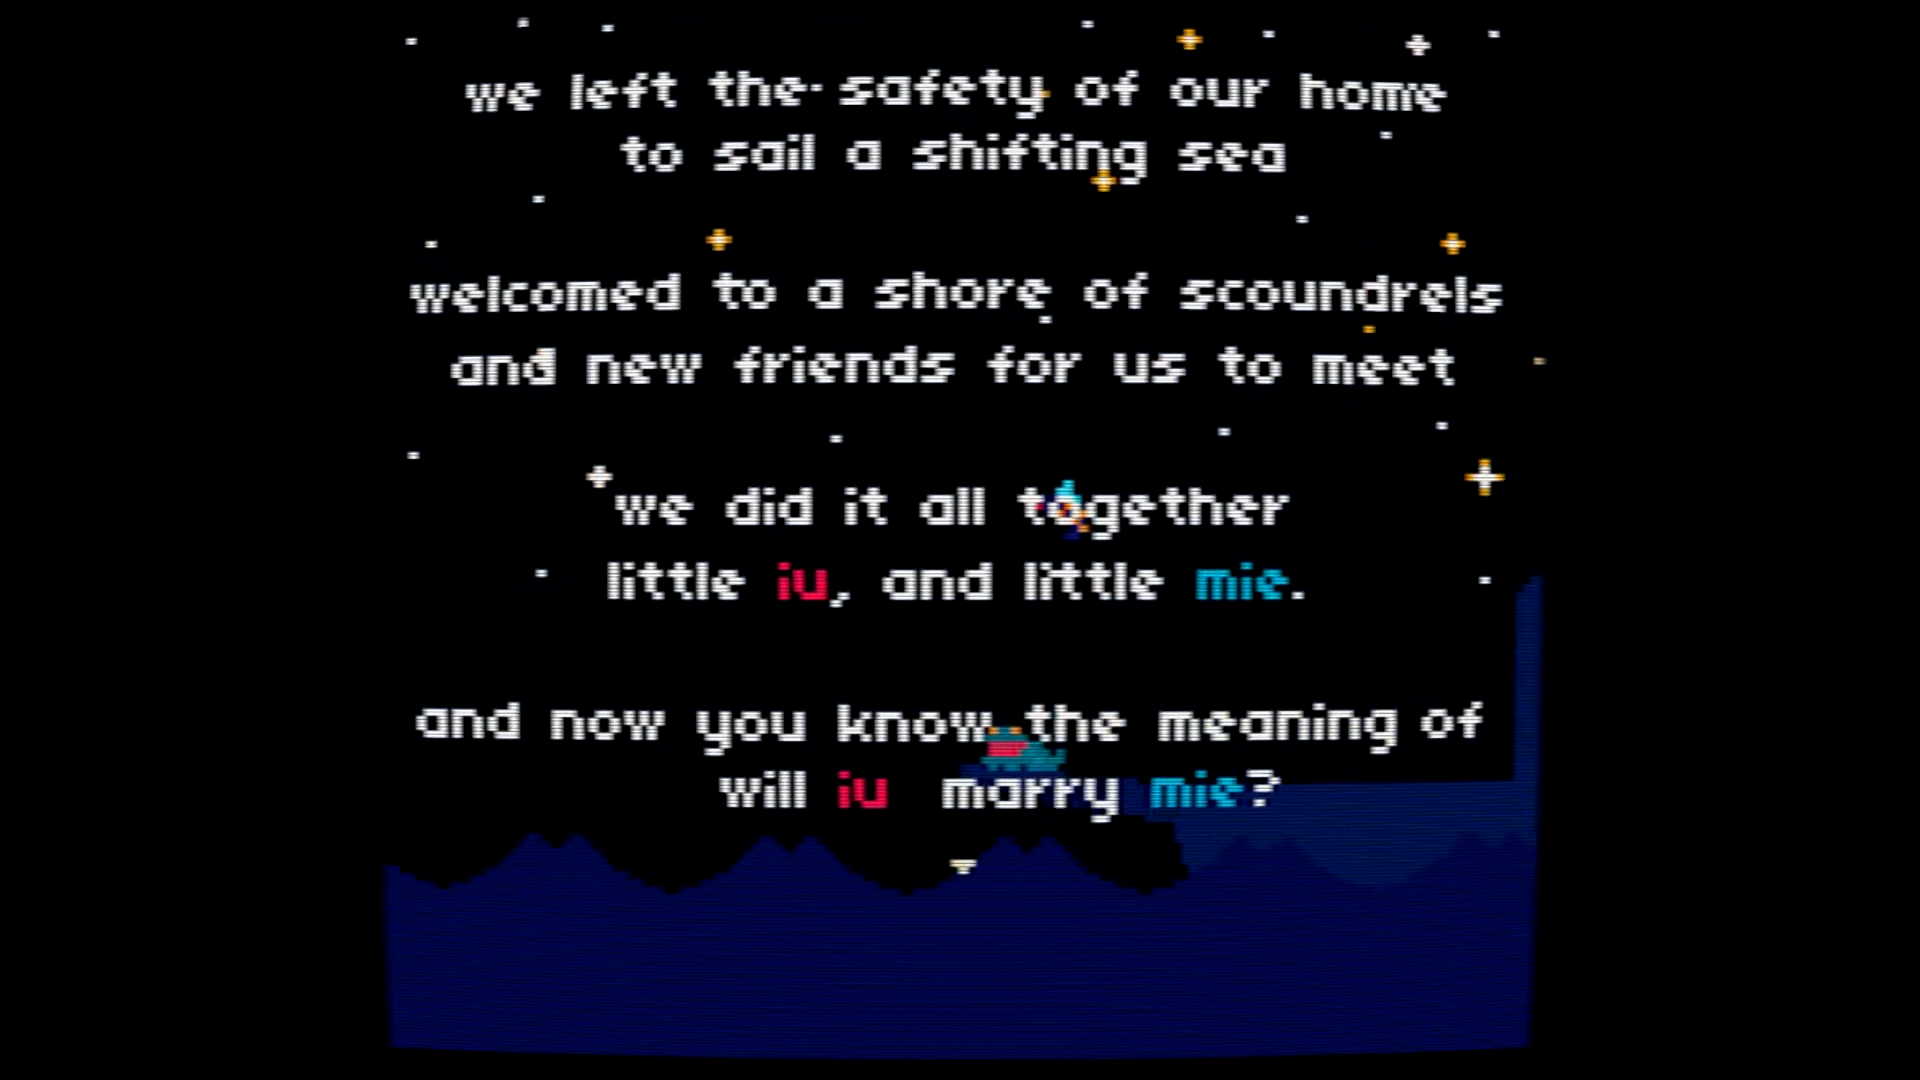 we left the safety of our home
to sail a shifting sea
welcomed to a shore of scoundrels
and new friends for us to meet
we did it all together
little iu, and little mie.
and now you know the meaning of
will iu marry mie?